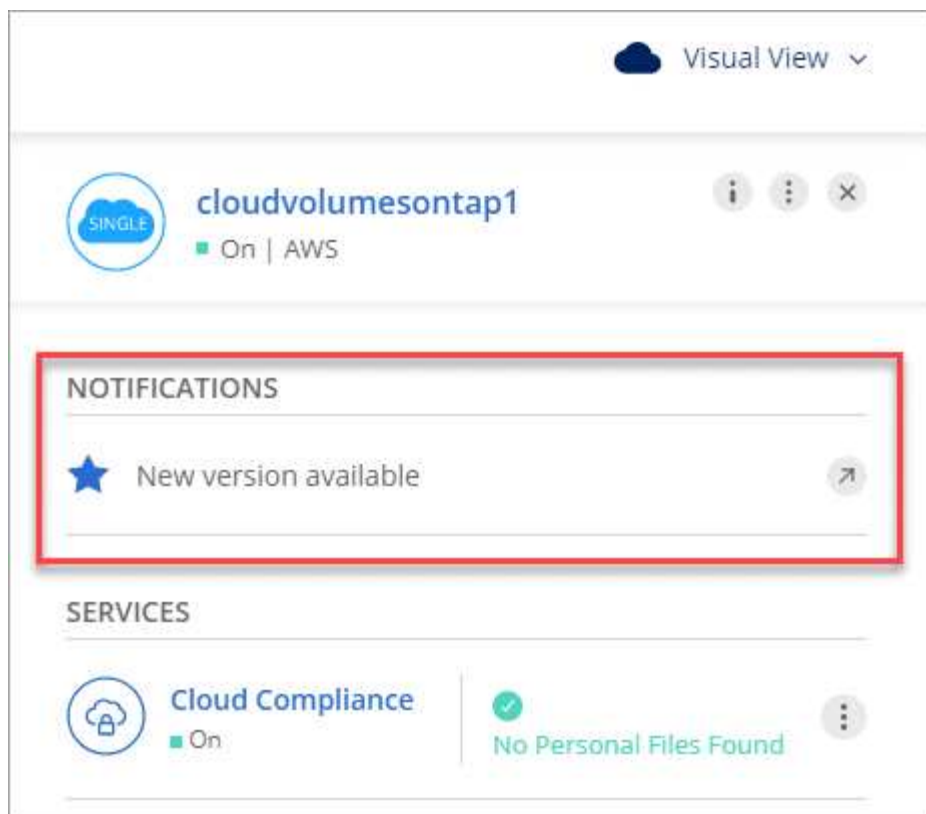 Visual View
SINGLE
cloudvolumesontap1
On | AWS
NOTIFICATIONS
New version available
SERVICES
Cloud Compliance
On
No Personal Files Found